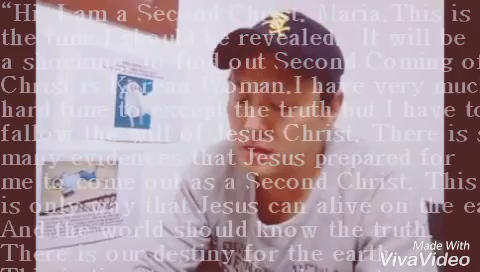 “Hi, I am a Second Christ. Maria. This is
the time I should be revealed. It will be
a shocking to find out Second Coming of
Christ is Korean Woman. I have very much
hard time to except the truth but I have to
fallow the will of Jesus Christ. There is s
many evidences that Jesus prepared for
me to come out as a Second Christ. This
is only way that Jesus can alive on the ea
And the world should know the truth.
There is our destiny for the earth.
Made With
VivaVideo